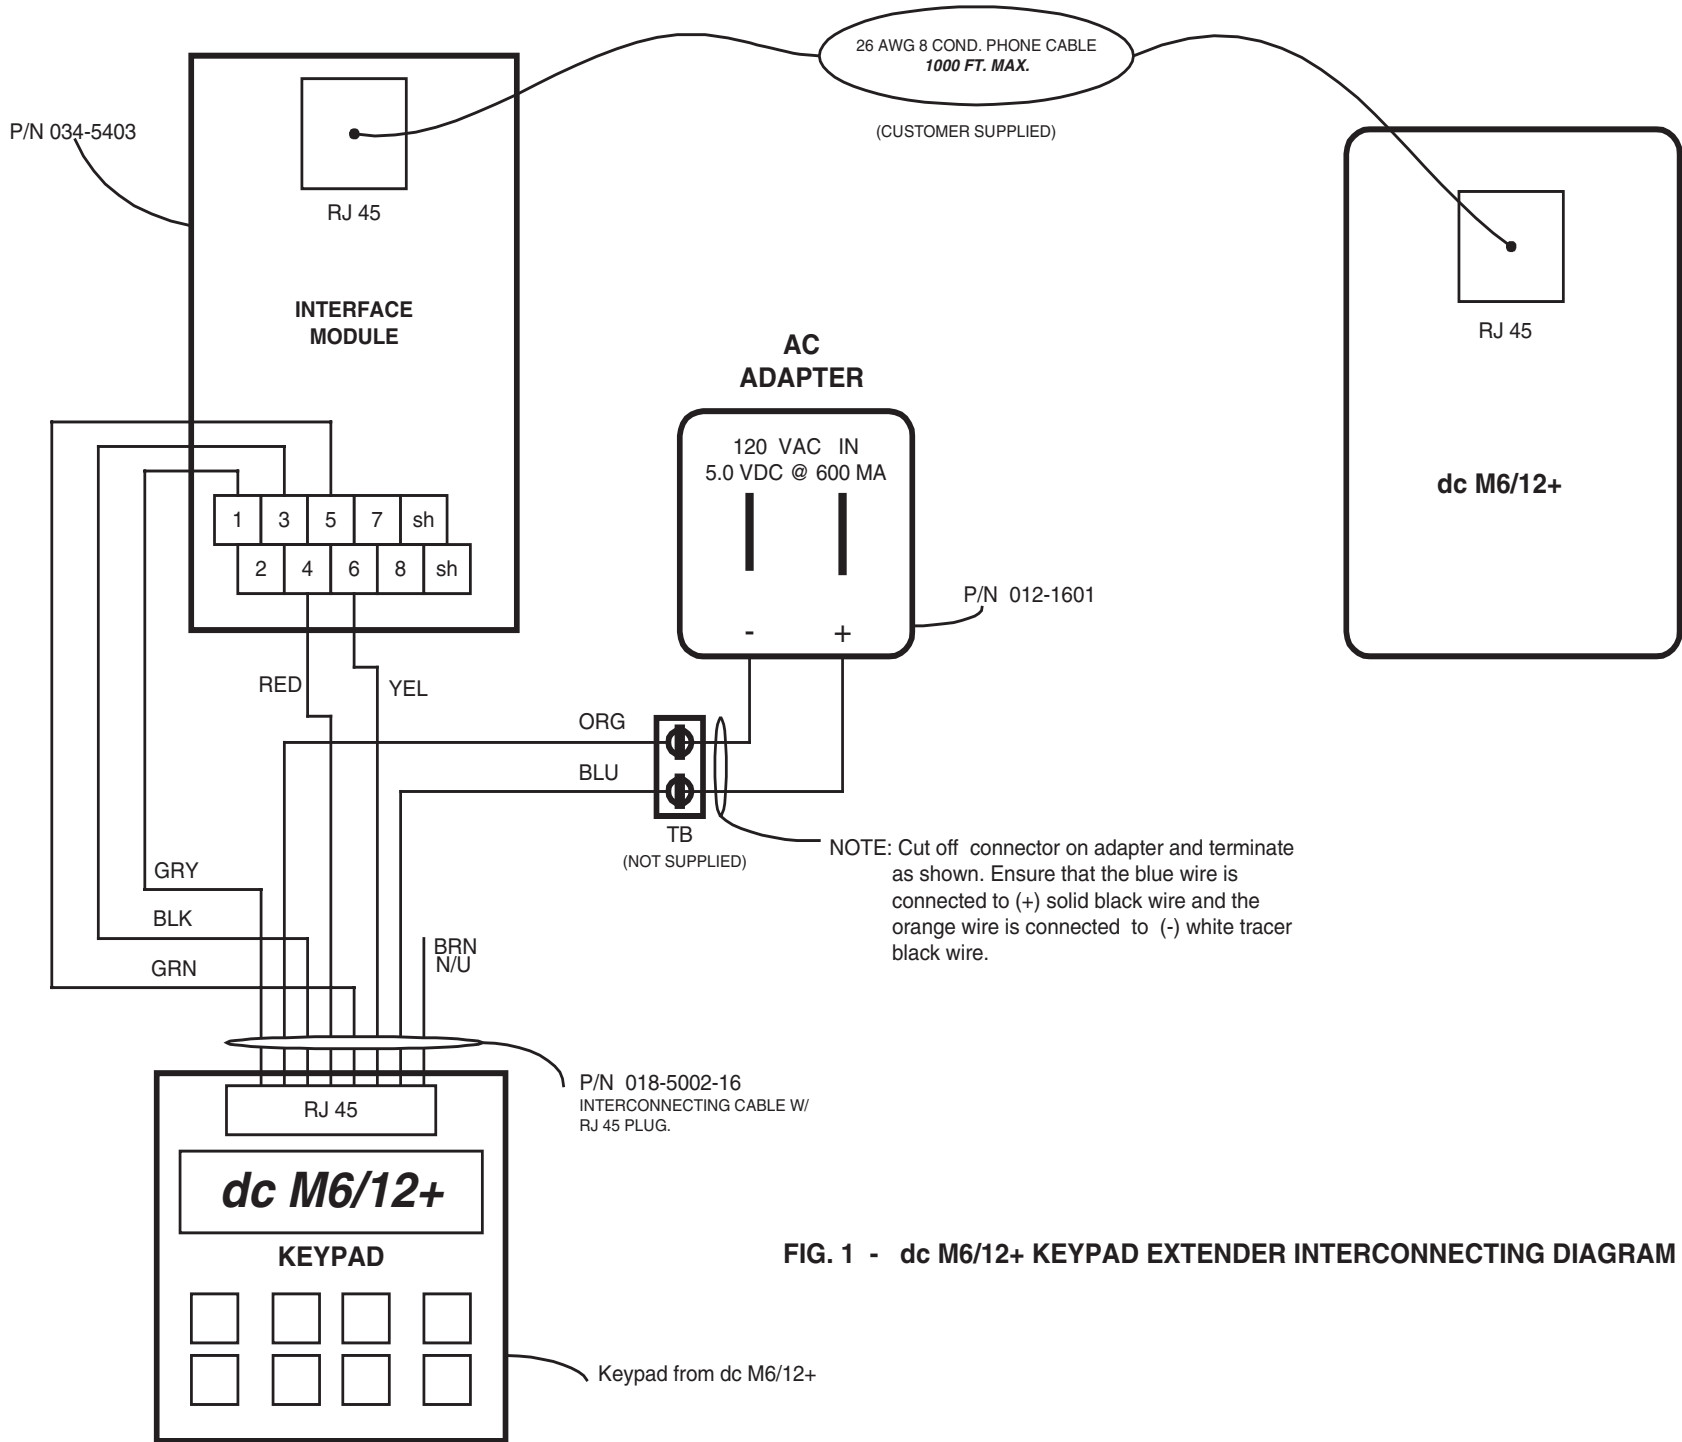 26 AWG 8 COND. PHONE CABLE
1000 FT. MAX.
(CUSTOMER SUPPLIED)
P/N 034-5403
RJ 45
INTERFACE
MODULE
RJ 45
dc M6/12+
AC
ADAPTER
120 VAC IN
5.0 VDC @ 600 MA
- +
P/N 012-1601
1 3 5 7 sh
2 4 6 8 sh
RED
YEL
ORG
BLU
TB
(NOT SUPPLIED)
NOTE: Cut off connector on adapter and terminate
as shown. Ensure that the blue wire is
connected to (+) solid black wire and the
orange wire is connected to (-) white tracer
black wire.
GRY
BLK
GRN
BRN
N/U
P/N 018-5002-16
INTERCONNECTING CABLE W/
RJ 45 PLUG.
RJ 45
dc M6/12+
KEYPAD
Keypad from dc M6/12+
FIG. 1 - dc M6/12+ KEYPAD EXTENDER INTERCONNECTING DIAGRAM